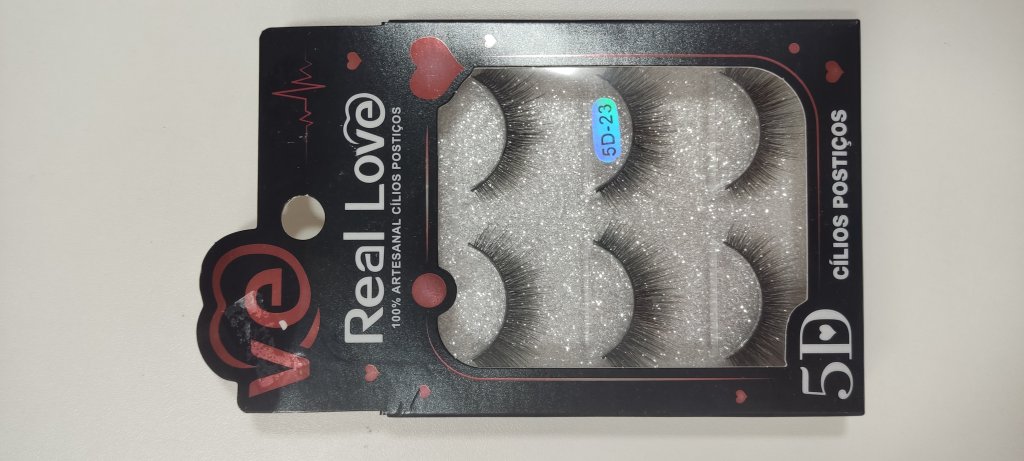 Real Love
100% ARTESANAL CÍLIOS POSTIÇOS
5D-23
CÍLIOS POSTIÇOS
5D